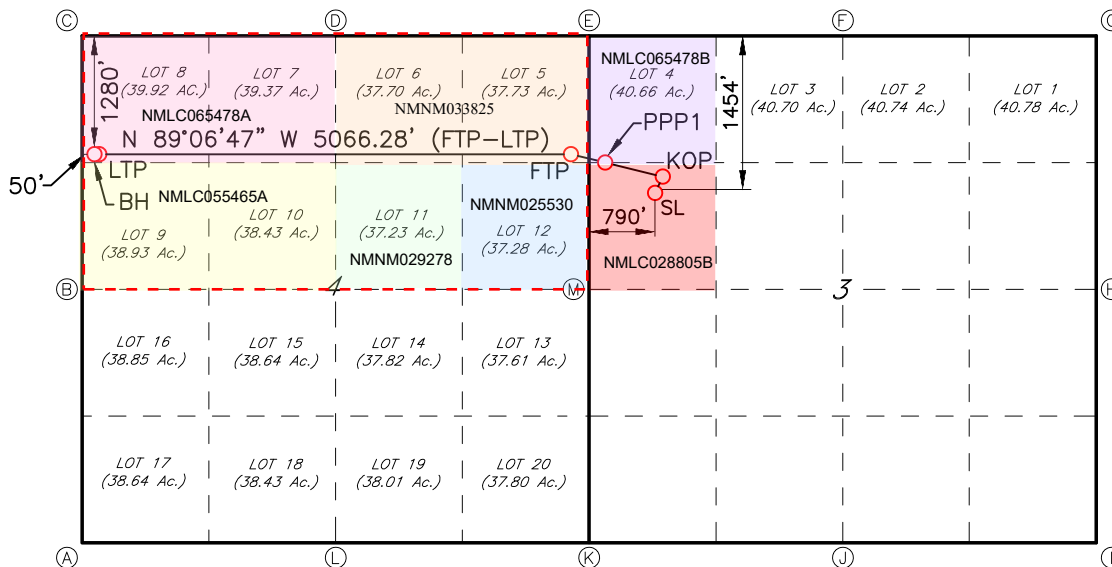 C
D
E
F
G
1280'
LOT 8
(39.92 Ac.)
LOT 7
(39.37 Ac.)
LOT 6
(37.70 Ac.)
LOT 5
(37.73 Ac.)
NMLC065478B
LOT 4
(40.66 Ac.)
1454'
LOT 3
(40.70 Ac.)
LOT 2
(40.74 Ac.)
LOT 1
(40.78 Ac.)
NMLC065478A
NMNM033825
N 89°06'47" W 5066.28' (FTP-LTP)
PPP1
50'
LTP
FTP
KOP
BH
NMLC055465A
NMNM025530
SL
LOT 9
(38.93 Ac.)
LOT 10
(38.43 Ac.)
LOT 11
(37.23 Ac.)
LOT 12
(37.28 Ac.)
790'
NMNM029278
NMLC028805B
B
4
M
3
H
LOT 16
(38.85 Ac.)
LOT 15
(38.64 Ac.)
LOT 14
(37.82 Ac.)
LOT 13
(37.61 Ac.)
LOT 17
(38.64 Ac.)
LOT 18
(38.43 Ac.)
LOT 19
(38.01 Ac.)
LOT 20
(37.80 Ac.)
A
L
K
J